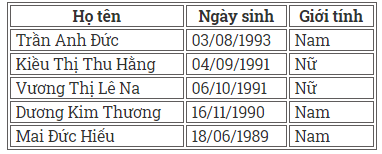 Họ tên Ngày sinh Giới tính
Trần Anh Đức 03/08/1993 Nam
Kiều Thị Thu Hằng 04/09/1991 Nữ
Vương Thị Lê Na 06/10/1991 Nữ
Dương Kim Thương 16/11/1990 Nam
Mai Đức Hiếu 18/06/1989 Nam